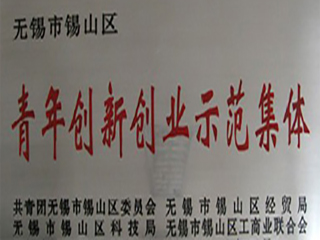 无锡市锡山区
青年创新创业示范集体
共青团无锡市锡山区委员会 无锡市锡山区经贸局
无锡市锡山区科技局 无锡市锡山区工商业联合会